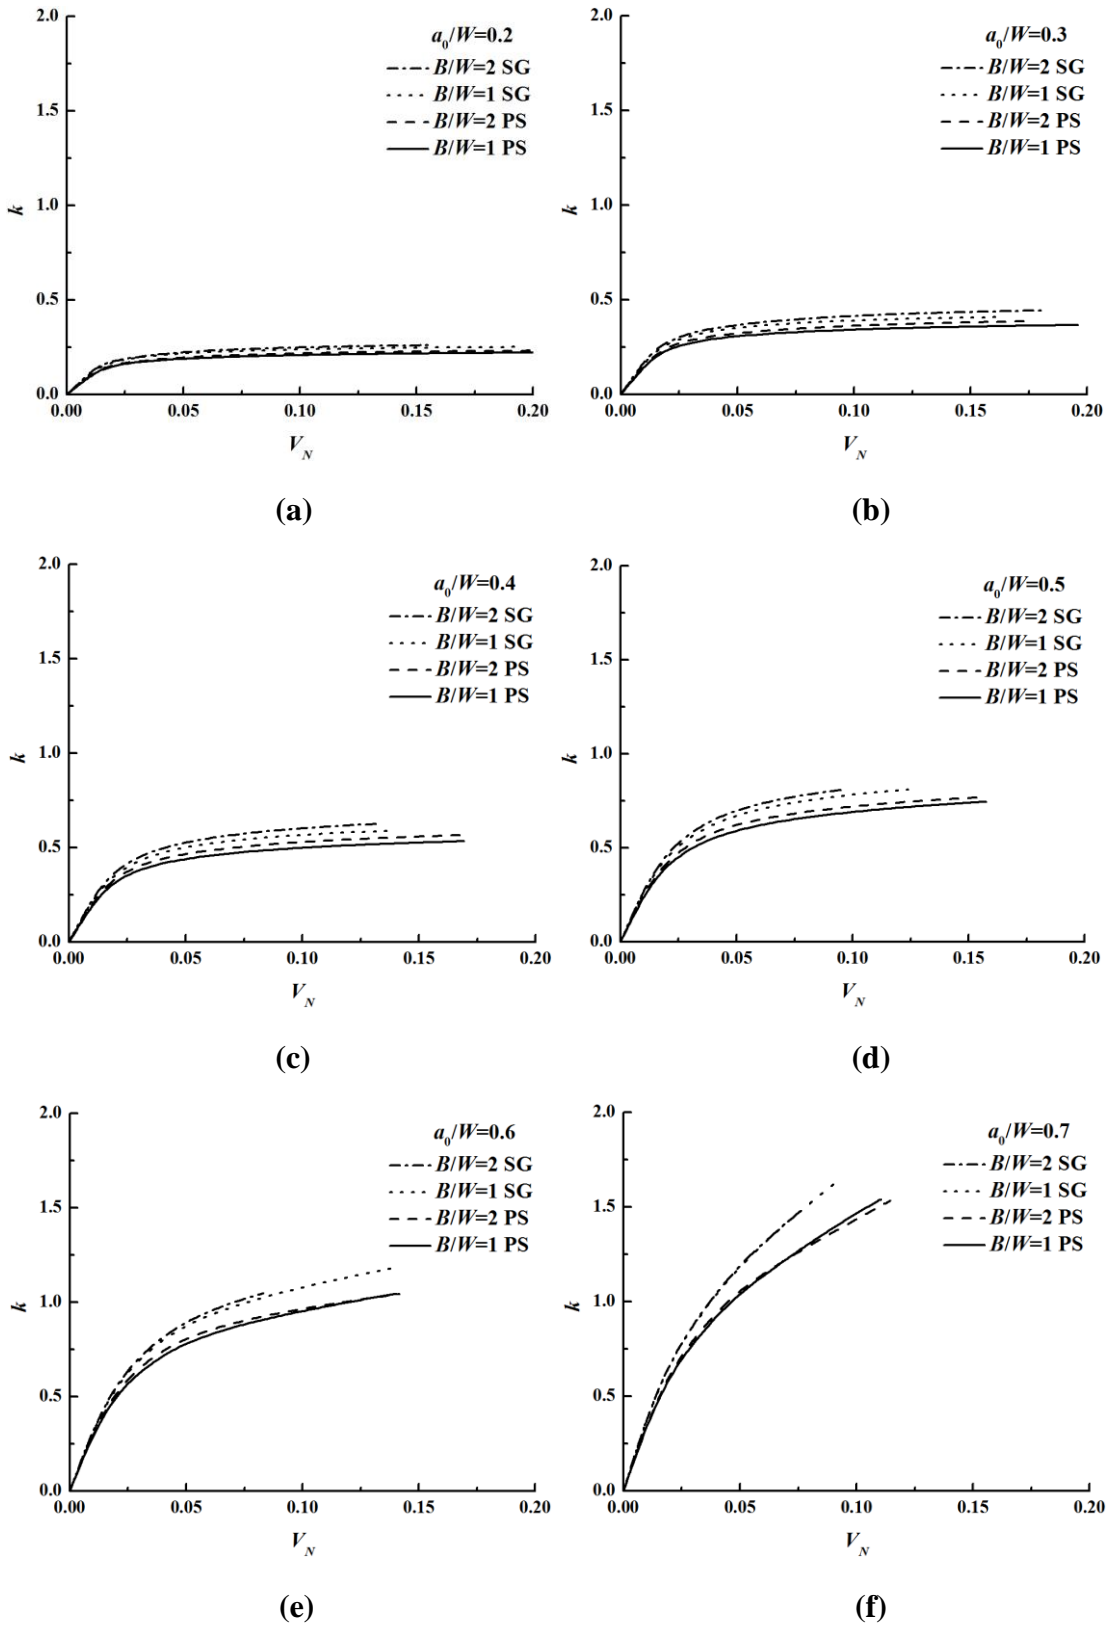 a₀/W=0.2
B/W=2 SG
B/W=1 SG
B/W=2 PS
B/W=1 PS
2.0
1.5
1.0
0.5
0.0
k
0.00 0.05 0.10 0.15 0.20
V_N
(a)
a₀/W=0.3
B/W=2 SG
B/W=1 SG
B/W=2 PS
B/W=1 PS
2.0
1.5
1.0
0.5
0.0
k
0.00 0.05 0.10 0.15 0.20
V_N
(b)
a₀/W=0.4
B/W=2 SG
B/W=1 SG
B/W=2 PS
B/W=1 PS
2.0
1.5
1.0
0.5
0.0
k
0.00 0.05 0.10 0.15 0.20
V_N
(c)
a₀/W=0.5
B/W=2 SG
B/W=1 SG
B/W=2 PS
B/W=1 PS
2.0
1.5
1.0
0.5
0.0
k
0.00 0.05 0.10 0.15 0.20
V_N
(d)
a₀/W=0.6
B/W=2 SG
B/W=1 SG
B/W=2 PS
B/W=1 PS
2.0
1.5
1.0
0.5
0.0
k
0.00 0.05 0.10 0.15 0.20
V_N
(e)
a₀/W=0.7
B/W=2 SG
B/W=1 SG
B/W=2 PS
B/W=1 PS
2.0
1.5
1.0
0.5
0.0
k
0.00 0.05 0.10 0.15 0.20
V_N
(f)